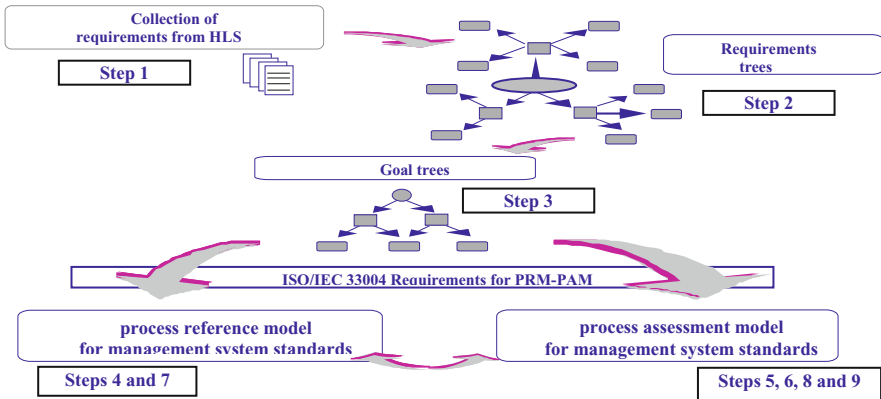 Collection of
requirements from HLS
Step 1
Requirements
trees
Step 2
Goal trees
Step 3
ISO/IEC 33004 Requirements for PRM-PAM
process reference model
for management system standards
Steps 4 and 7
process assessment model
for management system standards
Steps 5, 6, 8 and 9